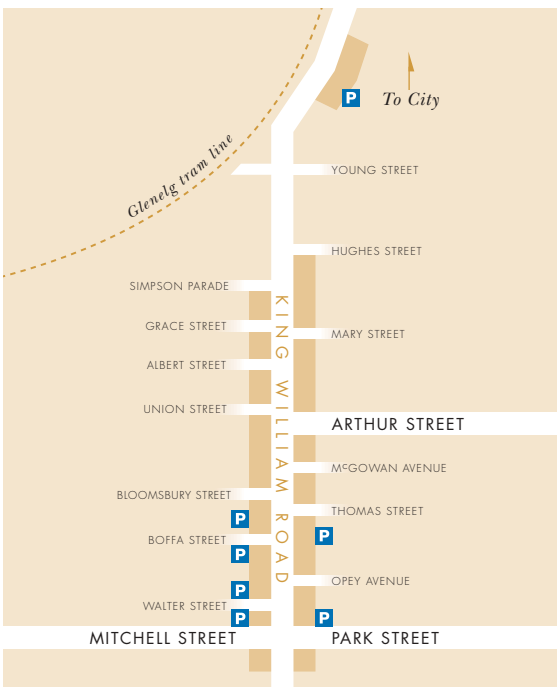 P
To City
Glenelg tram line
YOUNG STREET
HUGHES STREET
SIMPSON PARADE
GRACE STREET
MARY STREET
ALBERT STREET
UNION STREET
ARTHUR STREET
KING WILLIAM ROAD
McGOWAN AVENUE
BLOOMSBURY STREET
THOMAS STREET
P
P
BOFFA STREET
P
OPEY AVENUE
P
WALTER STREET
P
P
MITCHELL STREET
PARK STREET